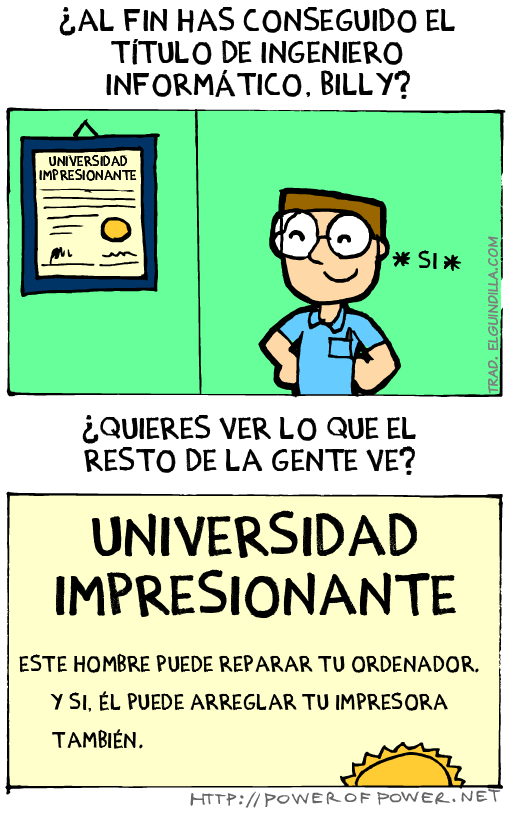 ¿AL FIN HAS CONSEGUIDO EL
TÍTULO DE INGENIERO
INFORMÁTICO, BILLY?
UNIVERSIDAD
IMPRESIONANTE
* SI *
TRAD. ELGUINDILLA.COM
¿QUIERES VER LO QUE EL
RESTO DE LA GENTE VE?
UNIVERSIDAD
IMPRESIONANTE
ESTE HOMBRE PUEDE REPARAR TU ORDENADOR.
Y SI, ÉL PUEDE ARREGLAR TU IMPRESORA
TAMBIÉN.
HTTP://POWEROFPOWER.NET